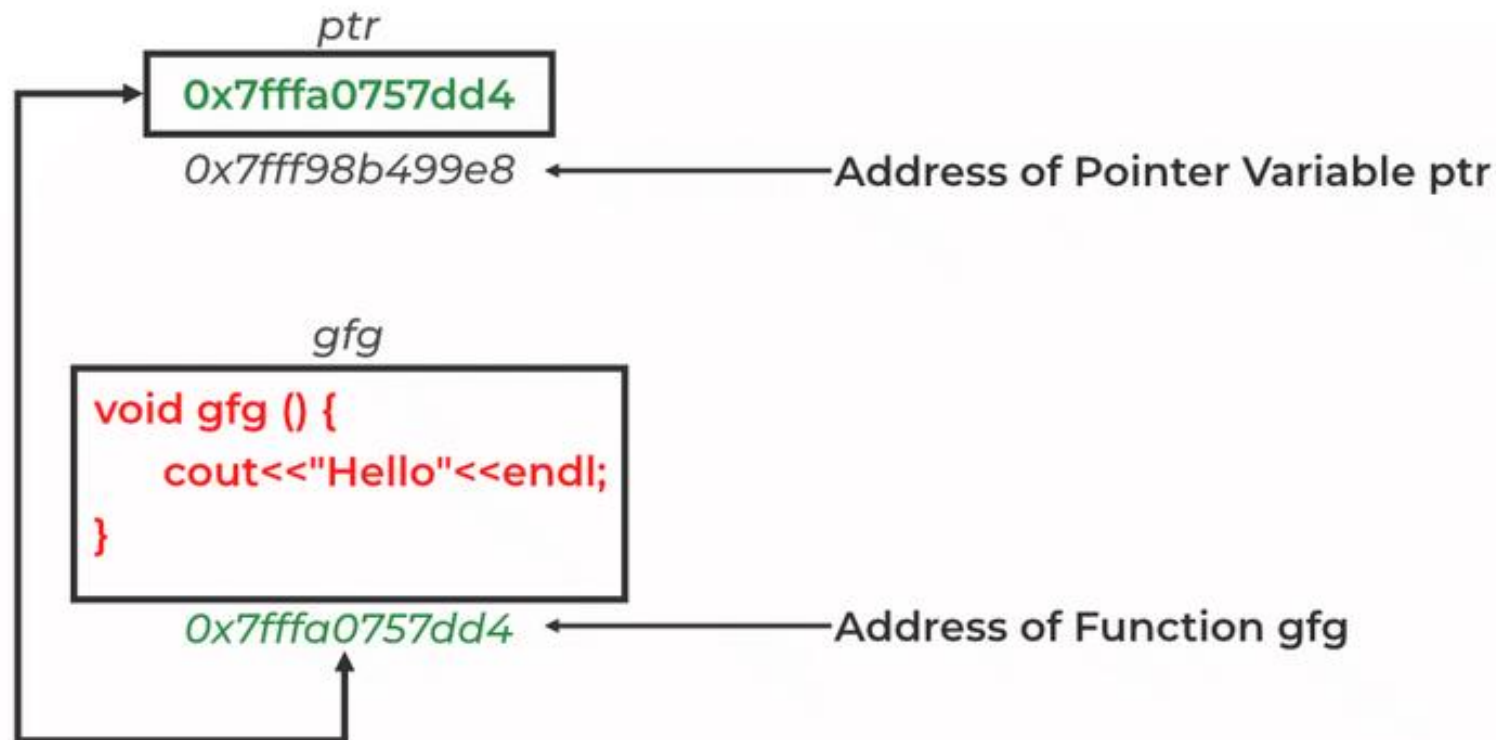 ptr
0x7fffa0757dd4
0x7fff98b499e8
Address of Pointer Variable ptr
gfg
void gfg () {
cout<<"Hello"<<endl;
}
0x7fffa0757dd4
Address of Function gfg